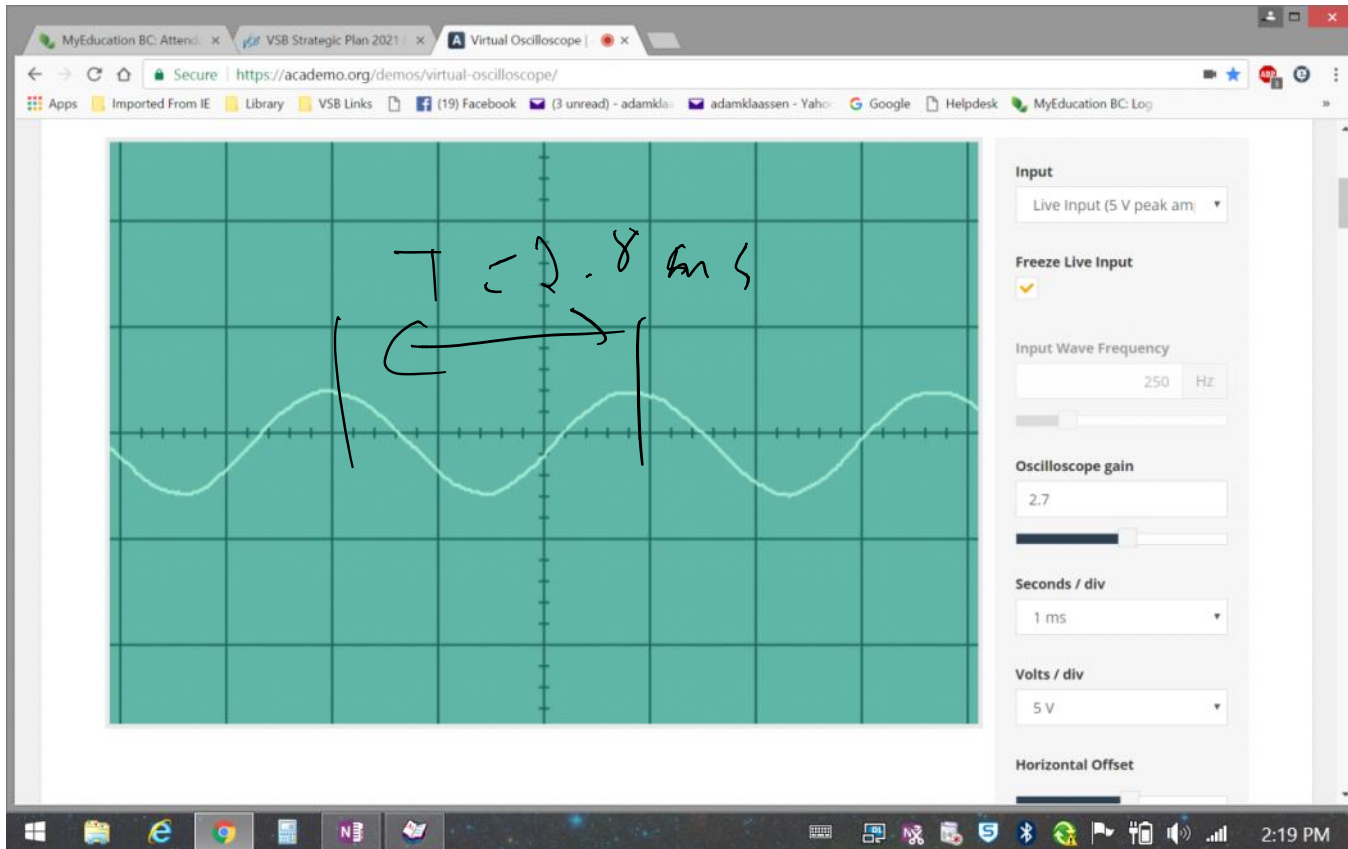 MyEducation BC: Attend
VSB Strategic Plan 2021
Virtual Oscilloscope |
Secure https://academo.org/demos/virtual-oscilloscope/
Apps Imported From IE Library VSB Links (19) Facebook (3 unread) - adamklaa adamklaassen - Yaho Google Helpdesk MyEducation BC: Log
T = 2.8 ms
Input
Live Input (5 V peak am
Freeze Live Input
Input Wave Frequency
250 Hz
Oscilloscope gain
2.7
Seconds / div
1 ms
Volts / div
5 V
Horizontal Offset
2:19 PM